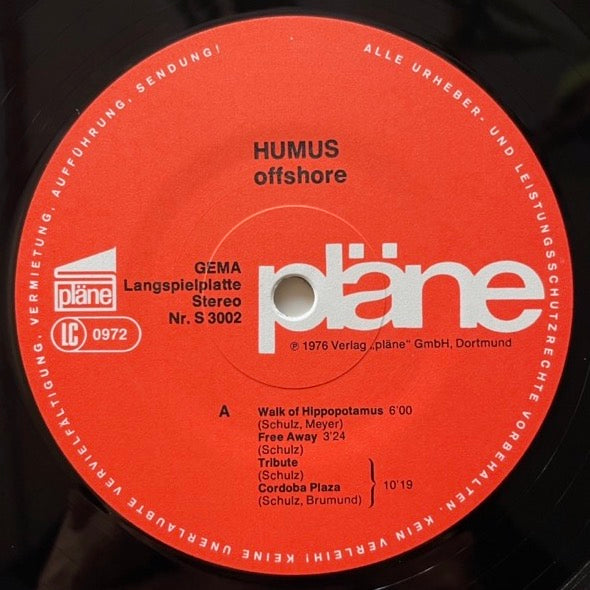 ALLE URHEBER- UND LEISTUNGSSCHUTZRECHTE VORBEHALTEN. KEIN VERLEIH! KEINE UNERLAUBTE VERVIELFÄLTIGUNG, VERMIETUNG, AUFFÜHRUNG, SENDUNG!
HUMUS
offshore
pläne
LC 0972
GEMA
Langspielplatte
Stereo
Nr. S 3002
pläne
℗ 1976 Verlag „pläne“ GmbH, Dortmund
A
Walk of Hippopotamus 6'00
(Schulz, Meyer)
Free Away 3'24
(Schulz)
Tribute
(Schulz)
Cordoba Plaza
(Schulz, Brumund)
10'19